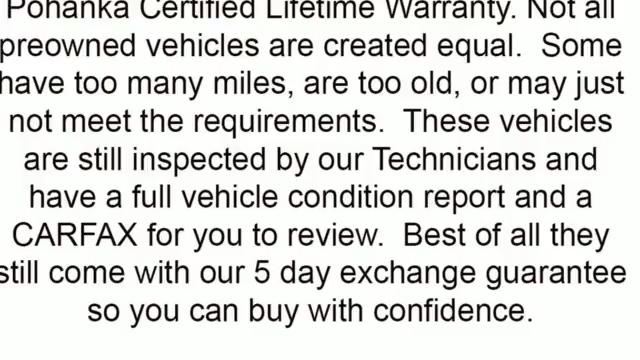 Pohanka Certified Lifetime Warranty. Not all
preowned vehicles are created equal.  Some
have too many miles, are too old, or may just
not meet the requirements.  These vehicles
are still inspected by our Technicians and
have a full vehicle condition report and a
CARFAX for you to review.  Best of all they
still come with our 5 day exchange guarantee
so you can buy with confidence.